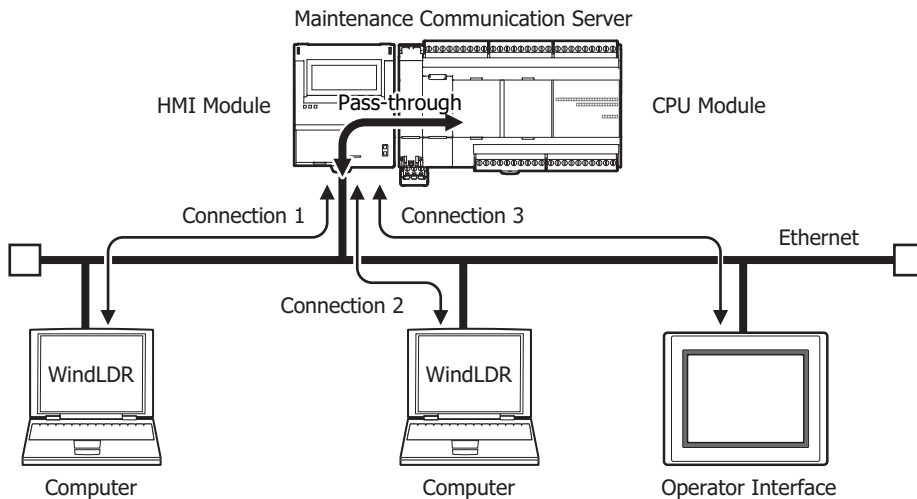 Maintenance Communication Server
HMI Module
Pass-through
CPU Module
Connection 1
Connection 3
Ethernet
Connection 2
WindLDR
WindLDR
Computer
Computer
Operator Interface